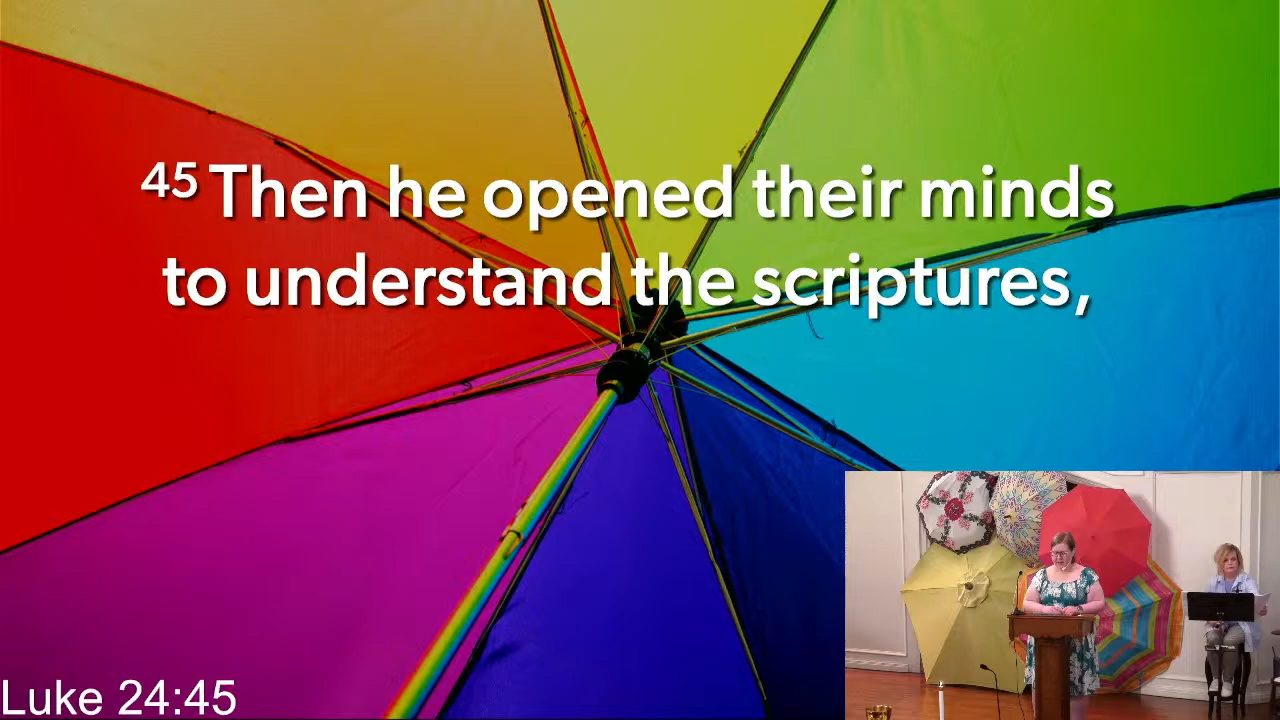 45 Then he opened their minds
to understand the scriptures,
Luke 24:45